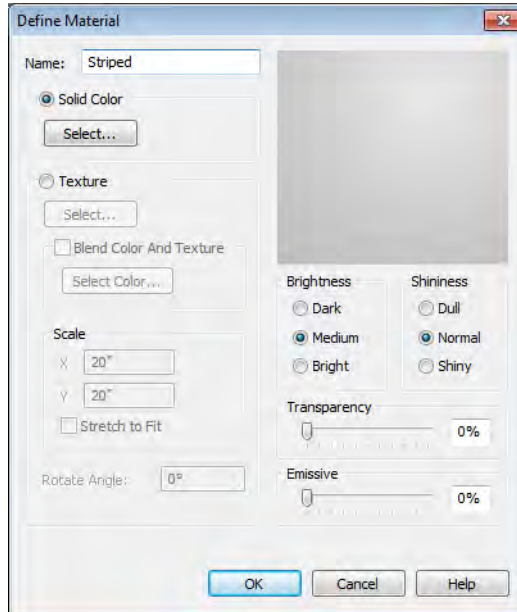 Define Material
Name: Striped
Solid Color
Select...
Texture
Select...
Blend Color And Texture
Select Color...
Scale
X 20"
Y 20"
Stretch to Fit
Rotate Angle: 0°
Brightness
Dark
Medium
Bright
Shininess
Dull
Normal
Shiny
Transparency
0%
Emissive
0%
OK Cancel Help